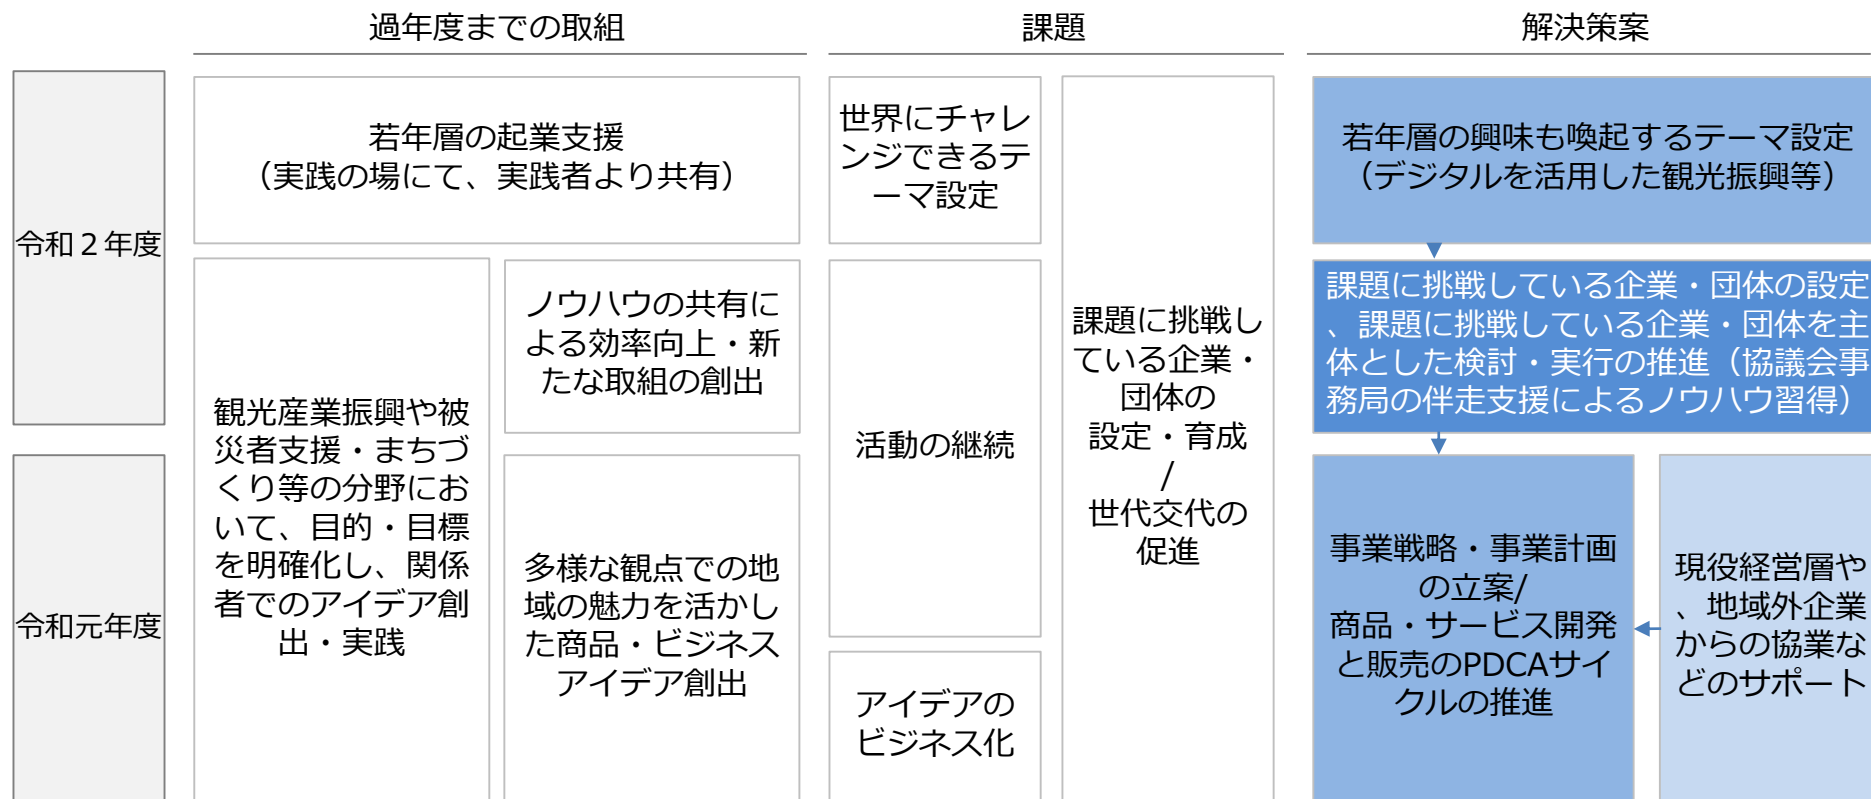 過年度までの取組
課題
解決策案
令和２年度
令和元年度
若年層の起業支援
（実践の場にて、実践者より共有）
観光産業振興や被
災者支援・まちづ
くり等の分野にお
いて、目的・目標
を明確化し、関係
者でのアイデア創
出・実践
ノウハウの共有に
よる効率向上・新
たな取組の創出
多様な観点での地
域の魅力を活かし
た商品・ビジネス
アイデア創出
世界にチャレ
ンジできるテ
ーマ設定
活動の継続
アイデアの
ビジネス化
課題に挑戦し
ている企業・
団体の
設定・育成
/
世代交代の
促進
若年層の興味も喚起するテーマ設定
（デジタルを活用した観光振興等）
課題に挑戦している企業・団体の設定
、課題に挑戦している企業・団体を主
体とした検討・実行の推進（協議会事
務局の伴走支援によるノウハウ習得）
事業戦略・事業計画
の立案/
商品・サービス開発
と販売のPDCAサイ
クルの推進
現役経営層や
、地域外企業
からの協業な
どのサポート